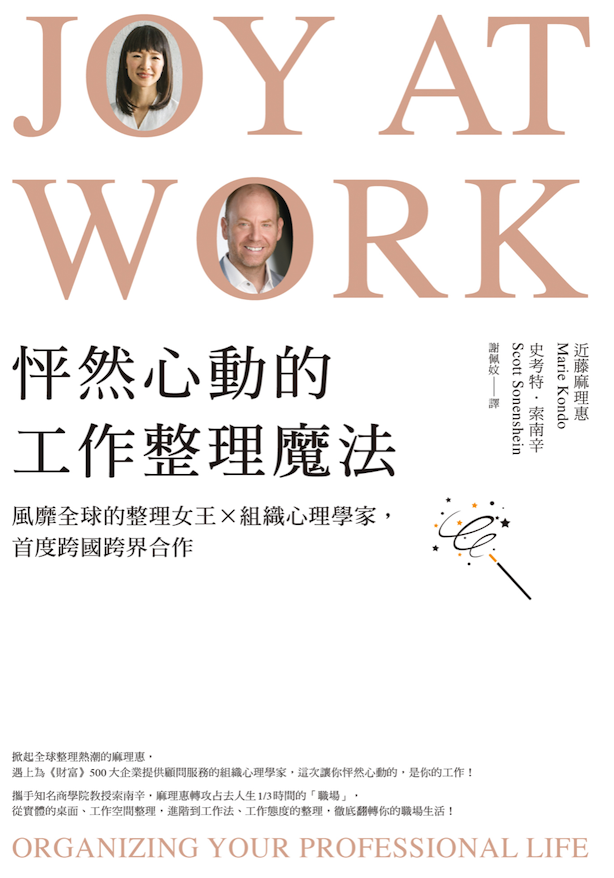 JOY AT
WORK
怦然心動的
工作整理魔法
風靡全球的整理女王×組織心理學家，
首度跨國跨界合作
近藤麻理惠
Marie Kondo
史考特・索南辛
Scott Sonenshein
謝佩妏——譯
掀起全球整理熱潮的麻理惠，
遇上為《財富》500大企業提供顧問服務的組織心理學家，這次讓你怦然心動的，是你的工作！
攜手知名商學院教授索南辛，麻理惠轉攻占去人生1/3時間的「職場」，
從實體的桌面、工作空間整理，進階到工作法、工作態度的整理，徹底翻轉你的職場生活！
ORGANIZING YOUR PROFESSIONAL LIFE